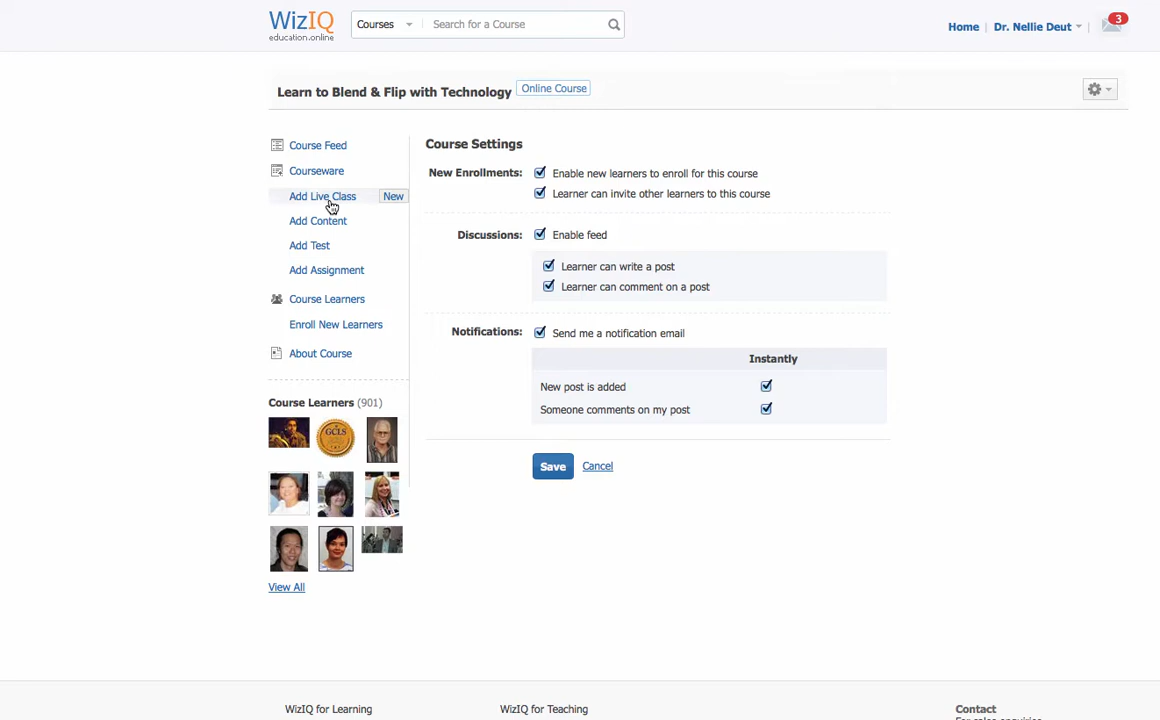 WizIQ
education.online
Courses
Search for a Course
Home
Dr. Nellie Deut
3
Learn to Blend & Flip with Technology
Online Course
Course Feed
Courseware
Add Live Class
New
Add Content
Add Test
Add Assignment
Course Learners
Enroll New Learners
About Course
Course Learners (901)
GCLS
View All
Course Settings
New Enrollments:
Enable new learners to enroll for this course
Learner can invite other learners to this course
Discussions:
Enable feed
Learner can write a post
Learner can comment on a post
Notifications:
Send me a notification email
Instantly
New post is added
Someone comments on my post
Save
Cancel
WizIQ for Learning
WizIQ for Teaching
Contact
For sales enquiries